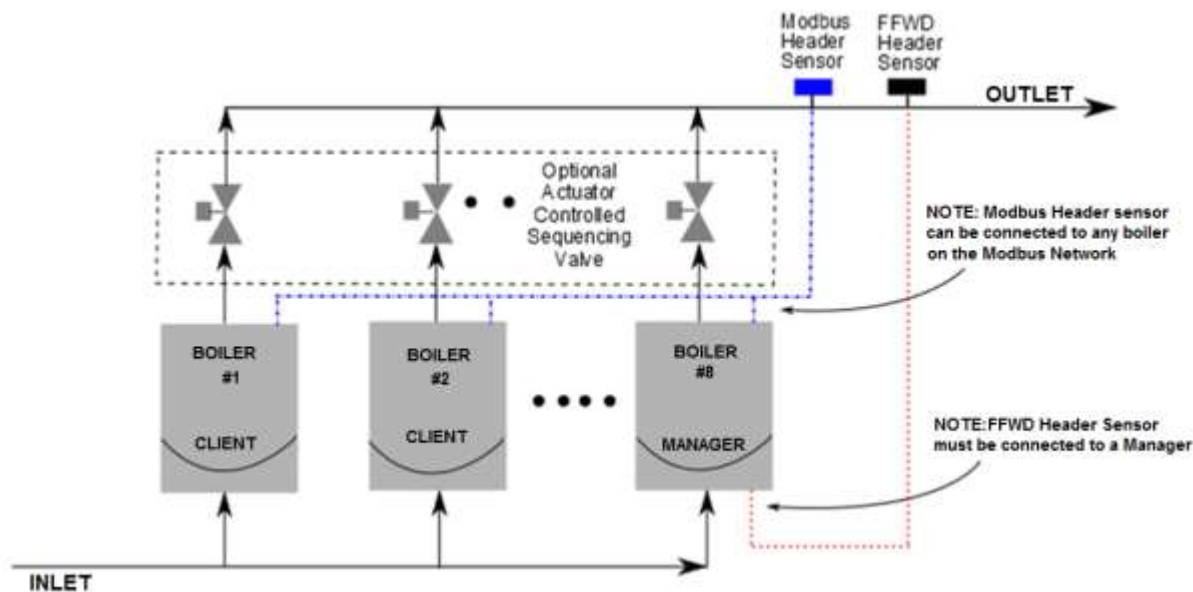 Modbus
Header
Sensor
FFWD
Header
Sensor
OUTLET
Optional
Actuator
Controlled
Sequencing
Valve
NOTE: Modbus Header sensor
can be connected to any boiler
on the Modbus Network
BOILER
#1
CLIENT
BOILER
#2
CLIENT
BOILER
#8
MANAGER
NOTE:FFWD Header Sensor
must be connected to a Manager
INLET